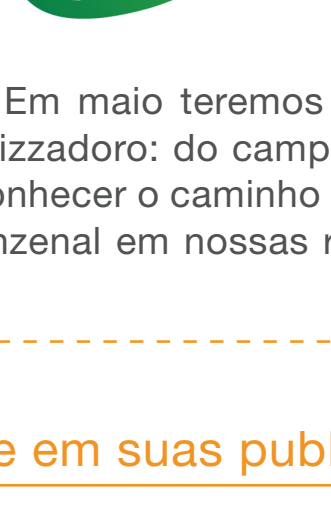 Em maio teremos
izzadoro: do camp
onhecer o caminho
nzenal em nossas r
e em suas publ